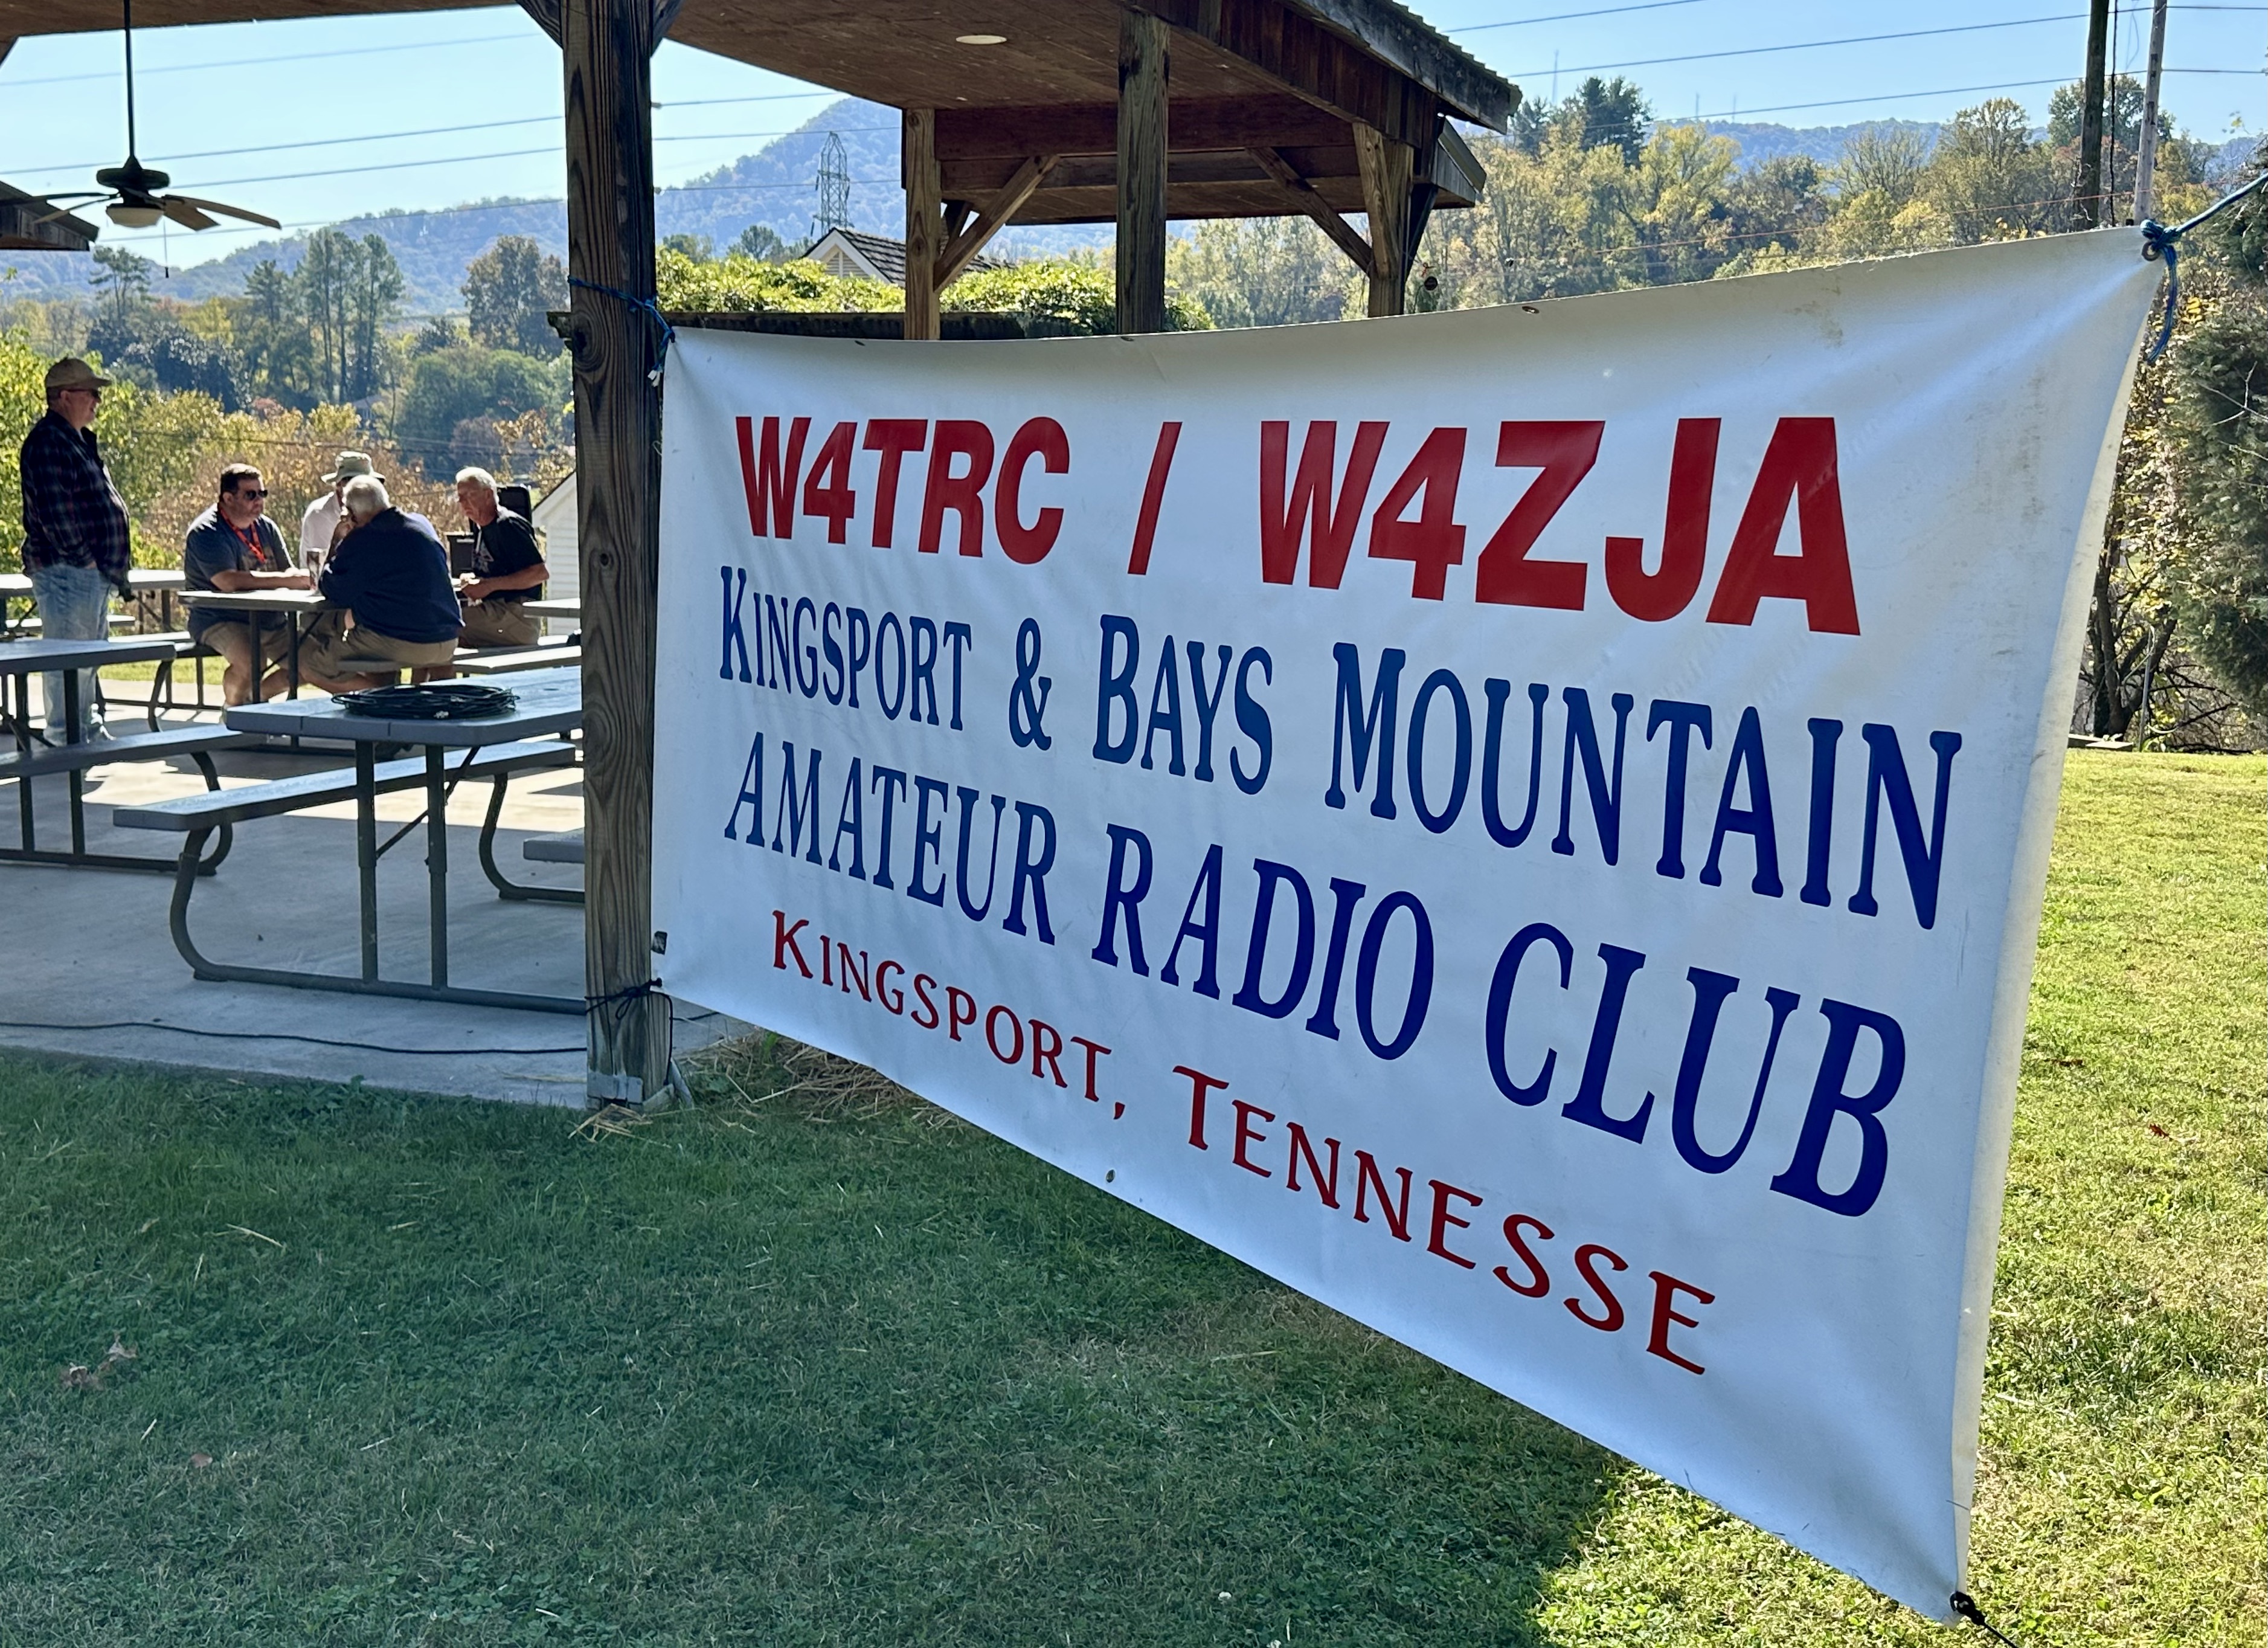 W4TRC / W4ZJA
KINGSPORT & BAYS MOUNTAIN
AMATEUR RADIO CLUB
KINGSPORT, TENNESSE